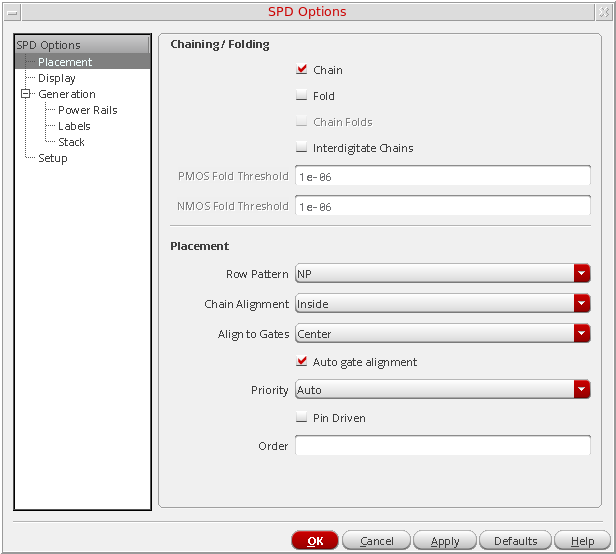 SPD Options
SPD Options
Placement
Display
Generation
Power Rails
Labels
Stack
Setup
Chaining / Folding
Chain
Fold
Chain Folds
Interdigitate Chains
PMOS Fold Threshold 1e-06
NMOS Fold Threshold 1e-06
Placement
Row Pattern NP
Chain Alignment Inside
Align to Gates Center
Auto gate alignment
Priority Auto
Pin Driven
Order
OK Cancel Apply Defaults Help